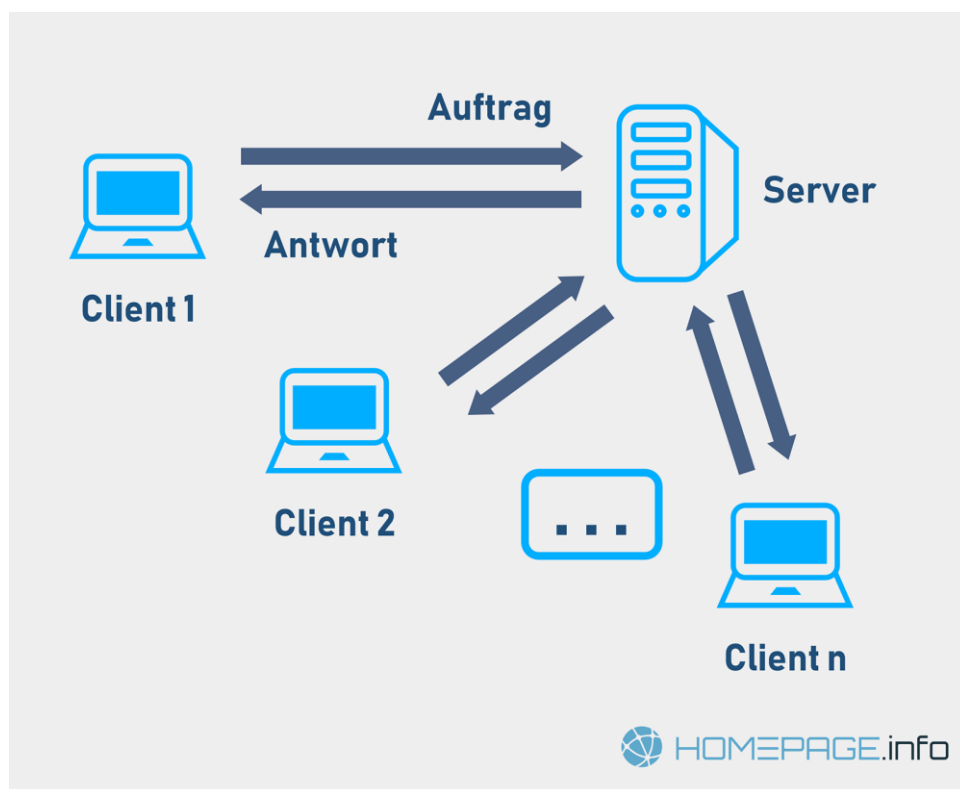 Auftrag
Server
Antwort
Client 1
Client 2
...
Client n
HOMEPAGE.info